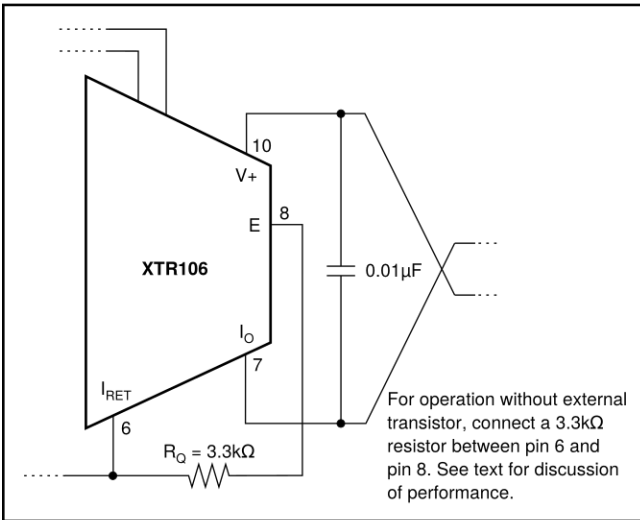 10
V+
8
E
XTR106
0.01µF
I_O
7
I_RET
6
R_Q = 3.3kΩ
For operation without external
transistor, connect a 3.3kΩ
resistor between pin 6 and
pin 8. See text for discussion
of performance.